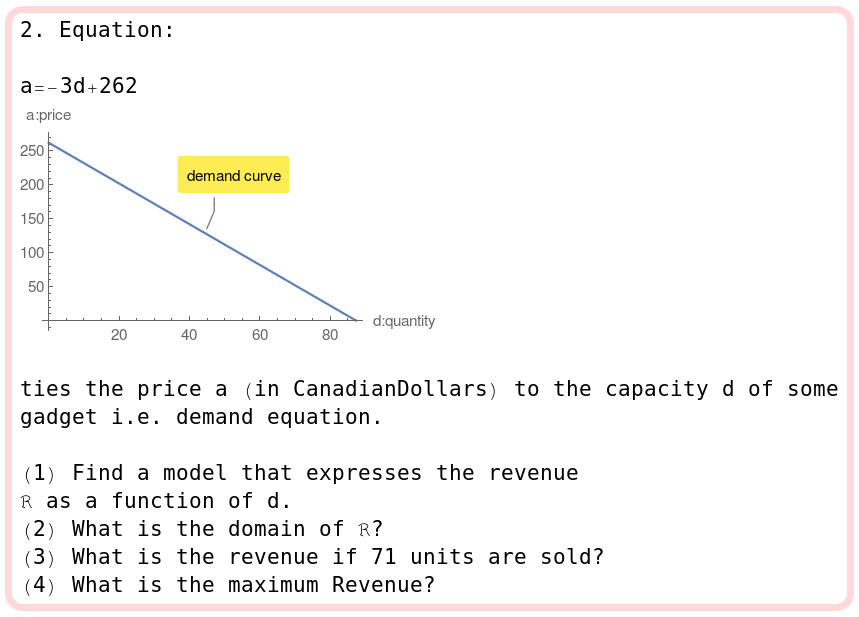 2. Equation:
a=-3d+262
a:price
250
200
150
100
50
demand curve
20 40 60 80
d:quantity
ties the price a (in CanadianDollars) to the capacity d of some
gadget i.e. demand equation.
(1) Find a model that expresses the revenue
ℛ as a function of d.
(2) What is the domain of ℛ?
(3) What is the revenue if 71 units are sold?
(4) What is the maximum Revenue?